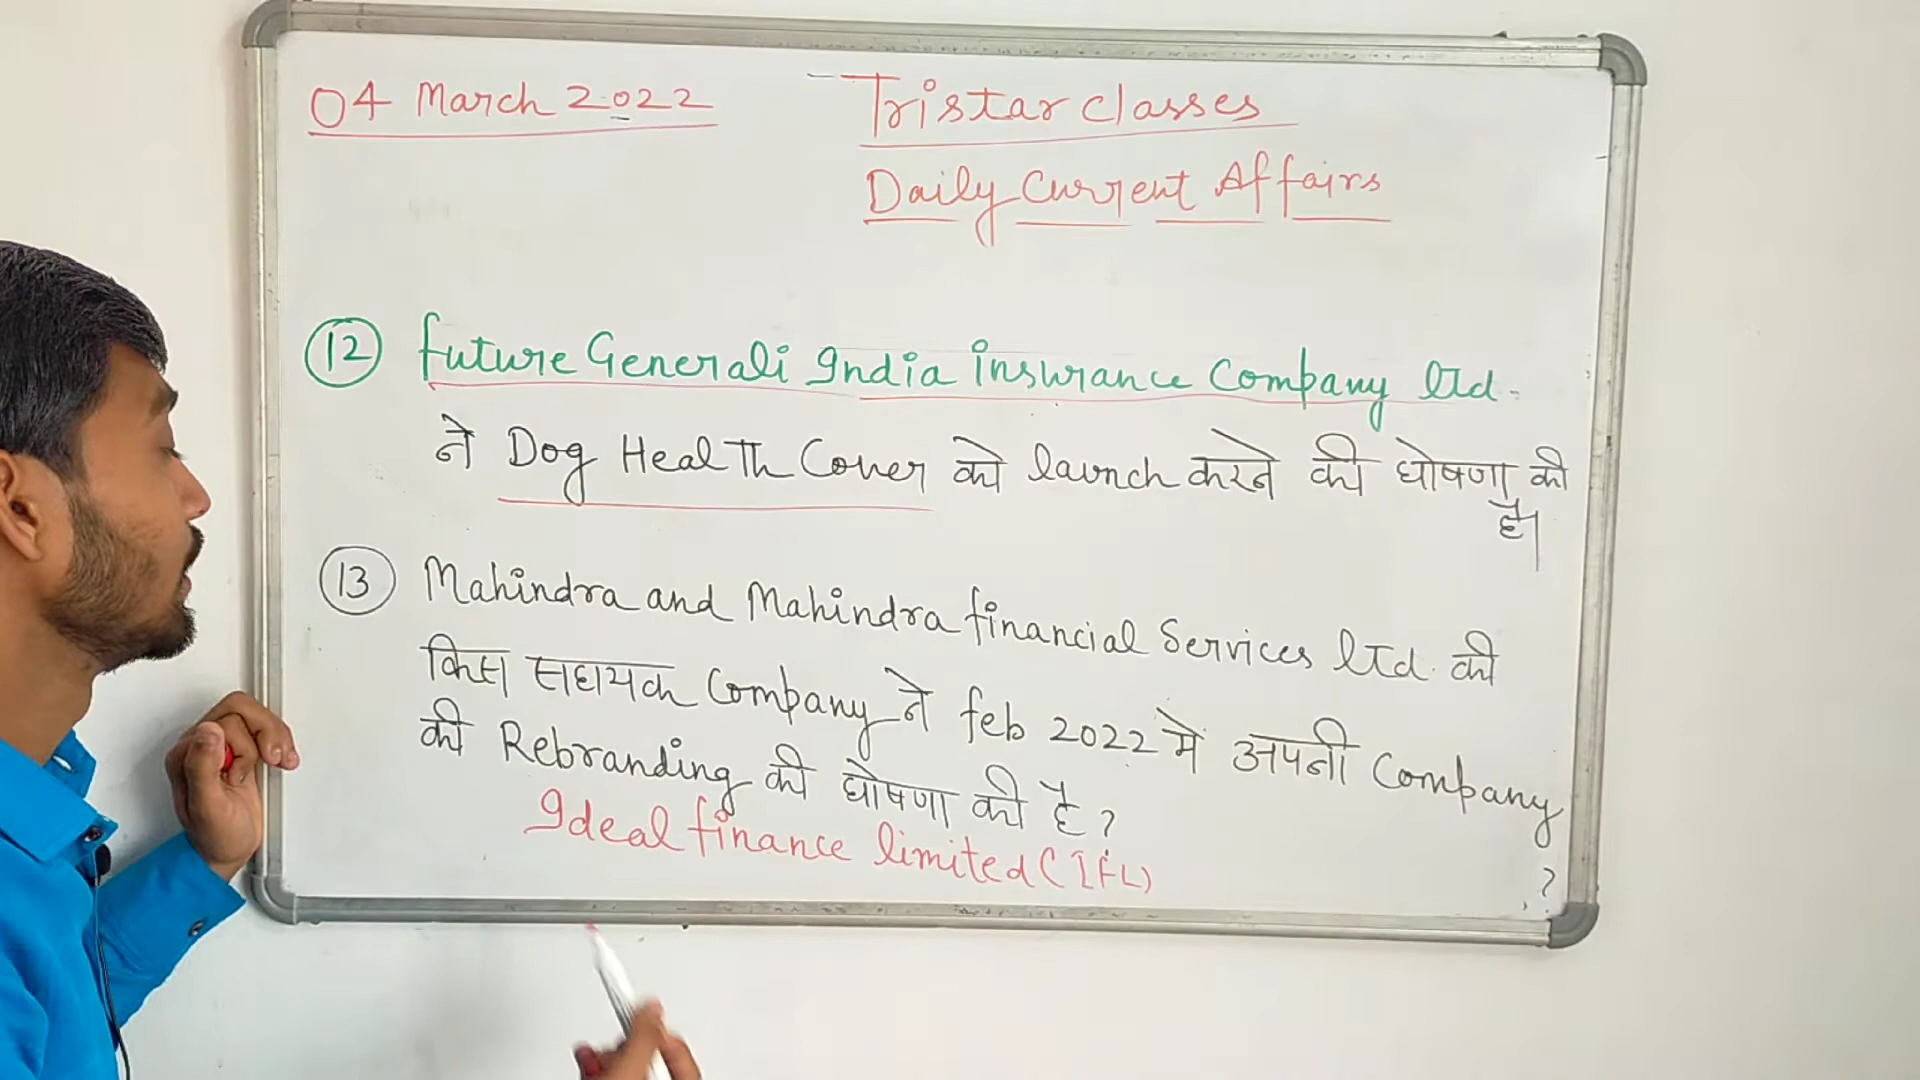 04 March 2022
Tristar Classes
Daily Current Affairs
12 Future Generali India Insurance Company Ltd.
ने Dog Health Cover को launch करने की घोषणा की
है।
13 Mahindra and Mahindra financial Services Ltd. की
किस सहायक Company ने feb 2022 मे अपनी Company
की Rebranding की घोषणा की है ?
Ideal finance limited (IFL)
?